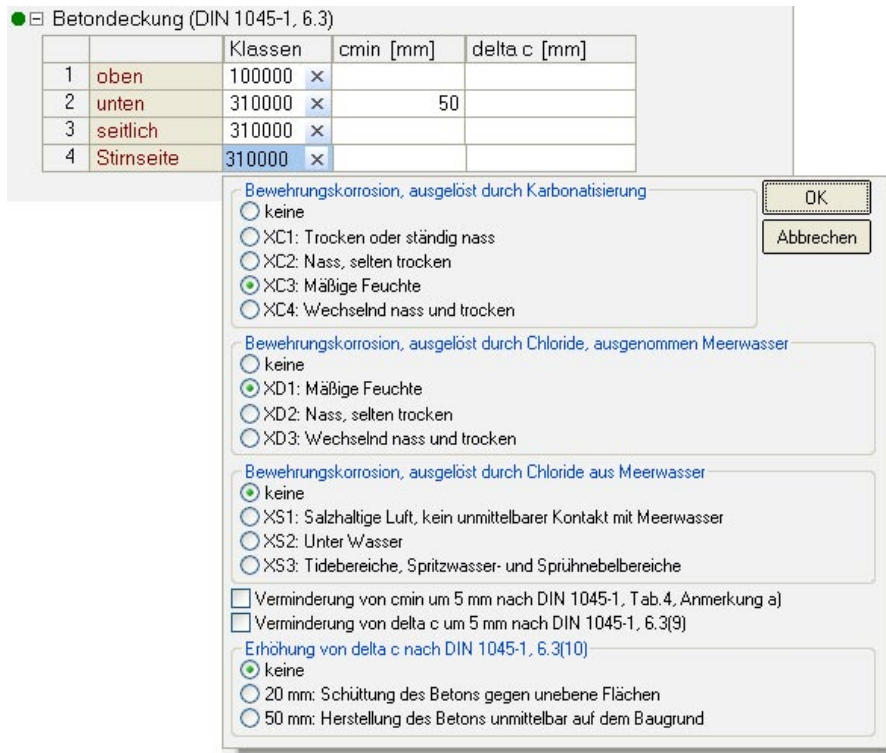 Betondeckung (DIN 1045-1, 6.3)
Klassen cmin [mm] delta c [mm]
1 oben 100000 ×
2 unten 310000 × 50
3 seitlich 310000 ×
4 Stirnseite 310000 ×
Bewehrungskorrosion, ausgelöst durch Karbonatisierung
OK
keine
XC1: Trocken oder ständig nass
Abbrechen
XC2: Nass, selten trocken
XC3: Mäßige Feuchte
XC4: Wechselnd nass und trocken
Bewehrungskorrosion, ausgelöst durch Chloride, ausgenommen Meerwasser
keine
XD1: Mäßige Feuchte
XD2: Nass, selten trocken
XD3: Wechselnd nass und trocken
Bewehrungskorrosion, ausgelöst durch Chloride aus Meerwasser
keine
XS1: Salzhaltige Luft, kein unmittelbarer Kontakt mit Meerwasser
XS2: Unter Wasser
XS3: Tidebereiche, Spritzwasser- und Sprühnebelbereiche
Verminderung von cmin um 5 mm nach DIN 1045-1, Tab.4, Anmerkung a)
Verminderung von delta c um 5 mm nach DIN 1045-1, 6.3(9)
Erhöhung von delta c nach DIN 1045-1, 6.3(10)
keine
20 mm: Schüttung des Betons gegen unebene Flächen
50 mm: Herstellung des Betons unmittelbar auf dem Baugrund